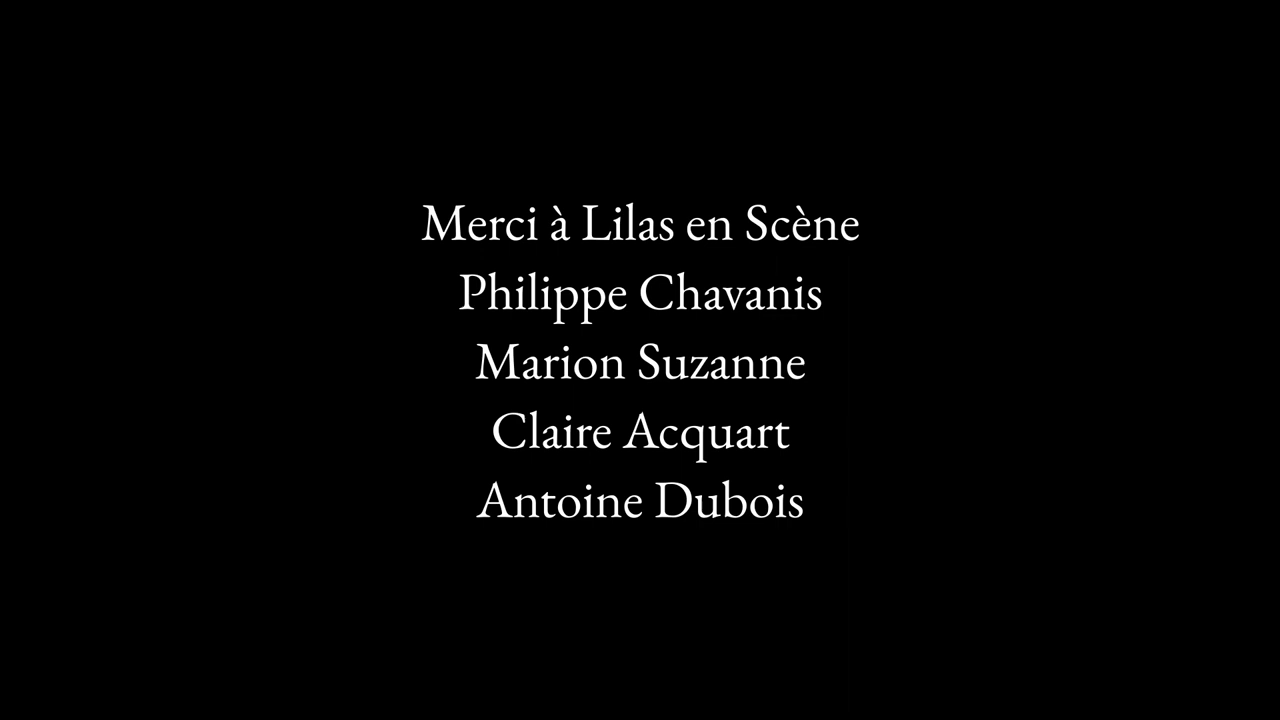 Merci à Lilas en Scène
Philippe Chavanis
Marion Suzanne
Claire Acquart
Antoine Dubois